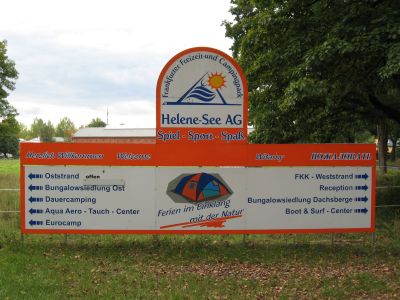 Frankfurter Freizeit-und Campingpark
Helene-See AG
Spiel-Sport-Spaß
Herzlich Willkommen Welcome Witamy
Oststrand offen
Bungalowsiedlung Ost
Dauercamping
Aqua Aero - Tauch - Center
Eurocamp
Ferien im Einklang
mit der Natur
FKK - Weststrand
Reception
Bungalowsiedlung Dachsberge
Boot & Surf - Center